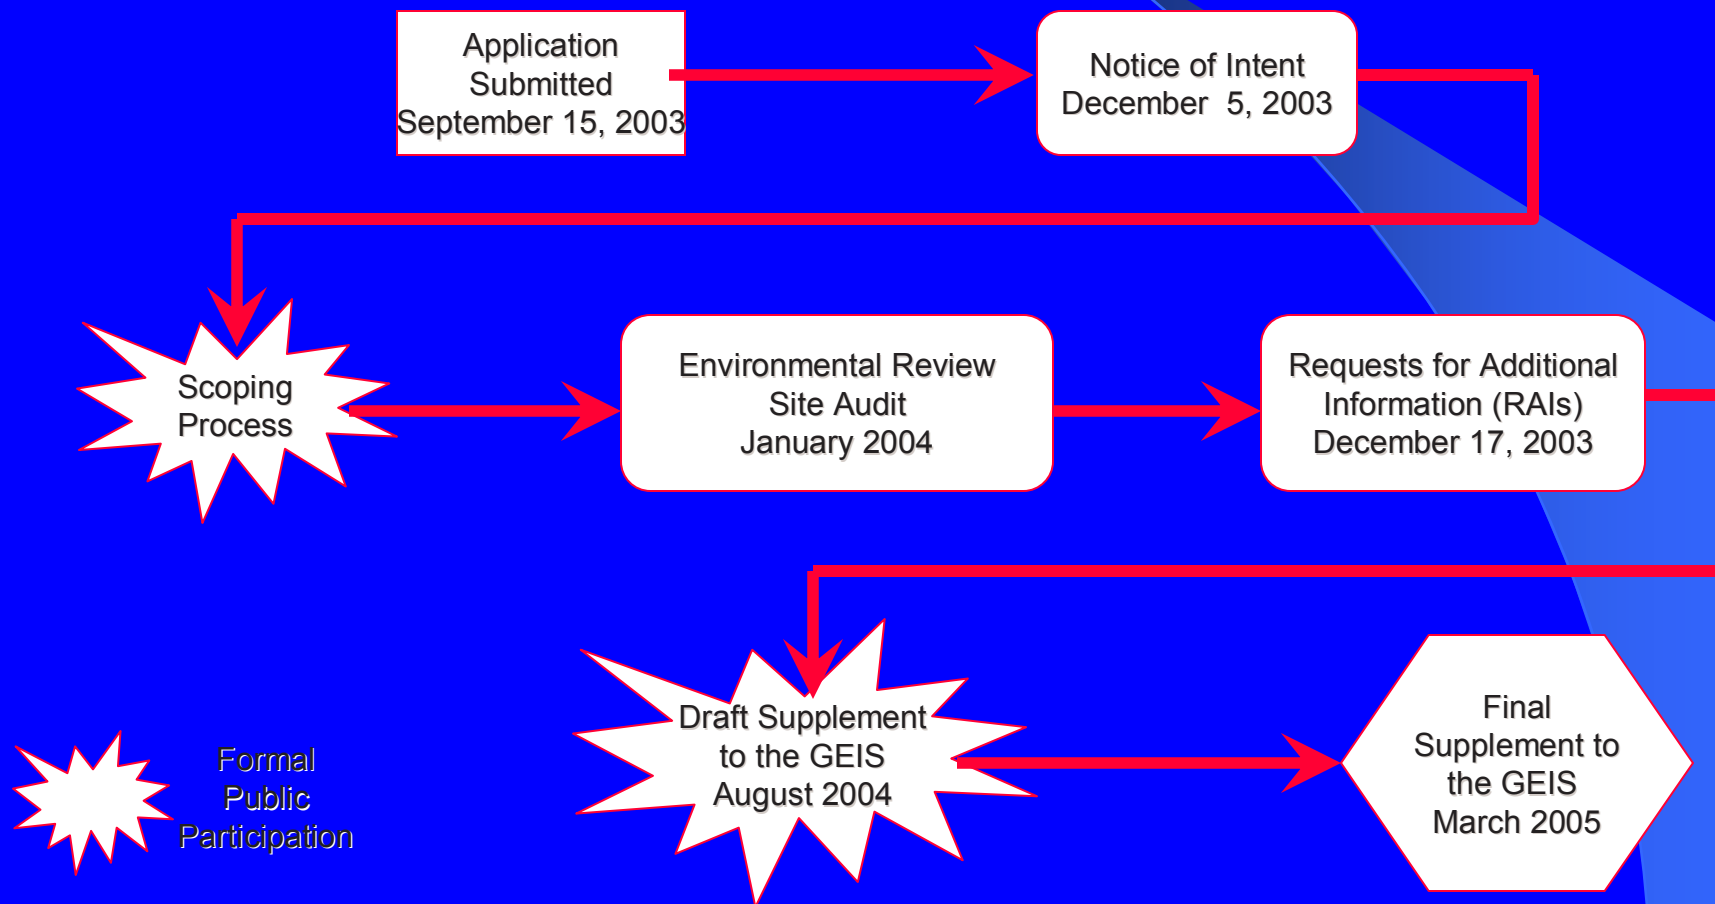 Application
Submitted
September 15, 2003
Notice of Intent
December 5, 2003
Scoping
Process
Environmental Review
Site Audit
January 2004
Requests for Additional
Information (RAIs)
December 17, 2003
Draft Supplement
to the GEIS
August 2004
Final
Supplement to
the GEIS
March 2005
Formal
Public
Participation